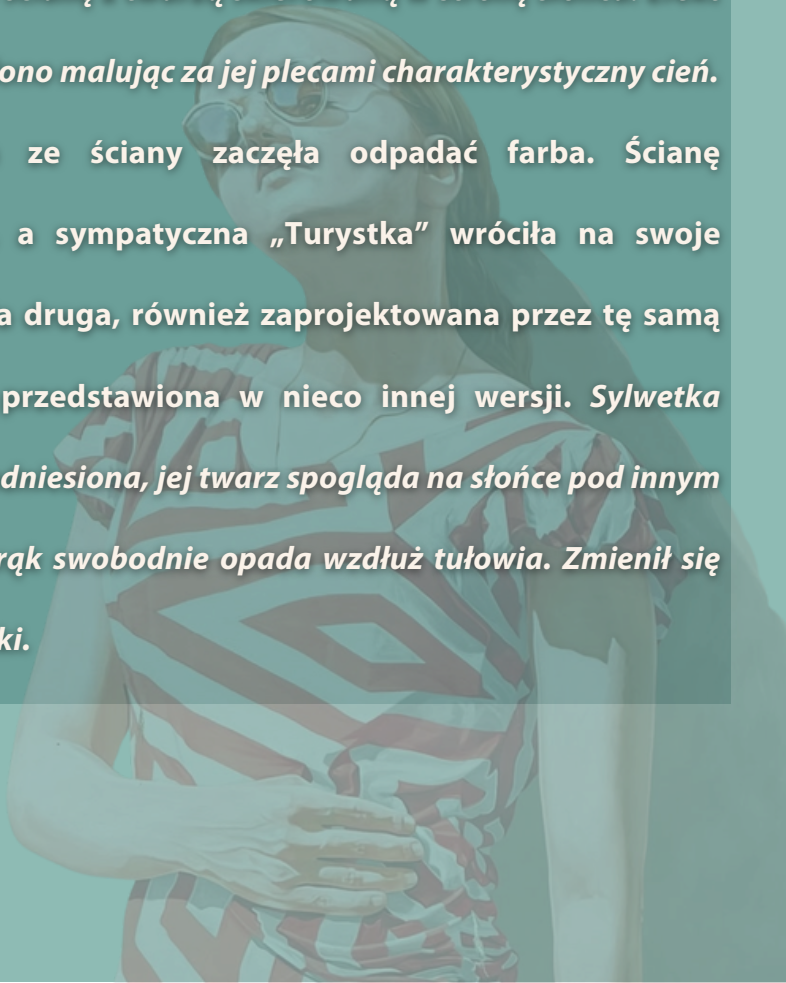 ono malując za jej plecami charakterystyczny cień.
ze ściany zaczęła odpadać farba. Ścianę
a sympatyczna „Turystka” wróciła na swoje
a druga, również zaprojektowana przez tę samą
przedstawiona w nieco innej wersji. Sylwetka
dniesiona, jej twarz spogląda na słońce pod innym
rąk swobodnie opada wzdłuż tułowia. Zmienił się
ki.